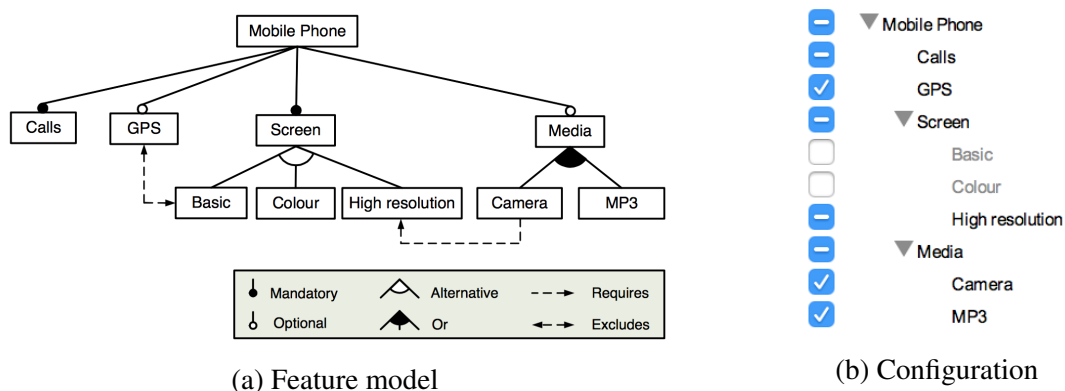 Mobile Phone
Calls
GPS
Screen
Media
Basic
Colour
High resolution
Camera
MP3
Mandatory
Alternative
Requires
Optional
Or
Excludes
(a) Feature model
Mobile Phone
Calls
GPS
Screen
Basic
Colour
High resolution
Media
Camera
MP3
(b) Configuration